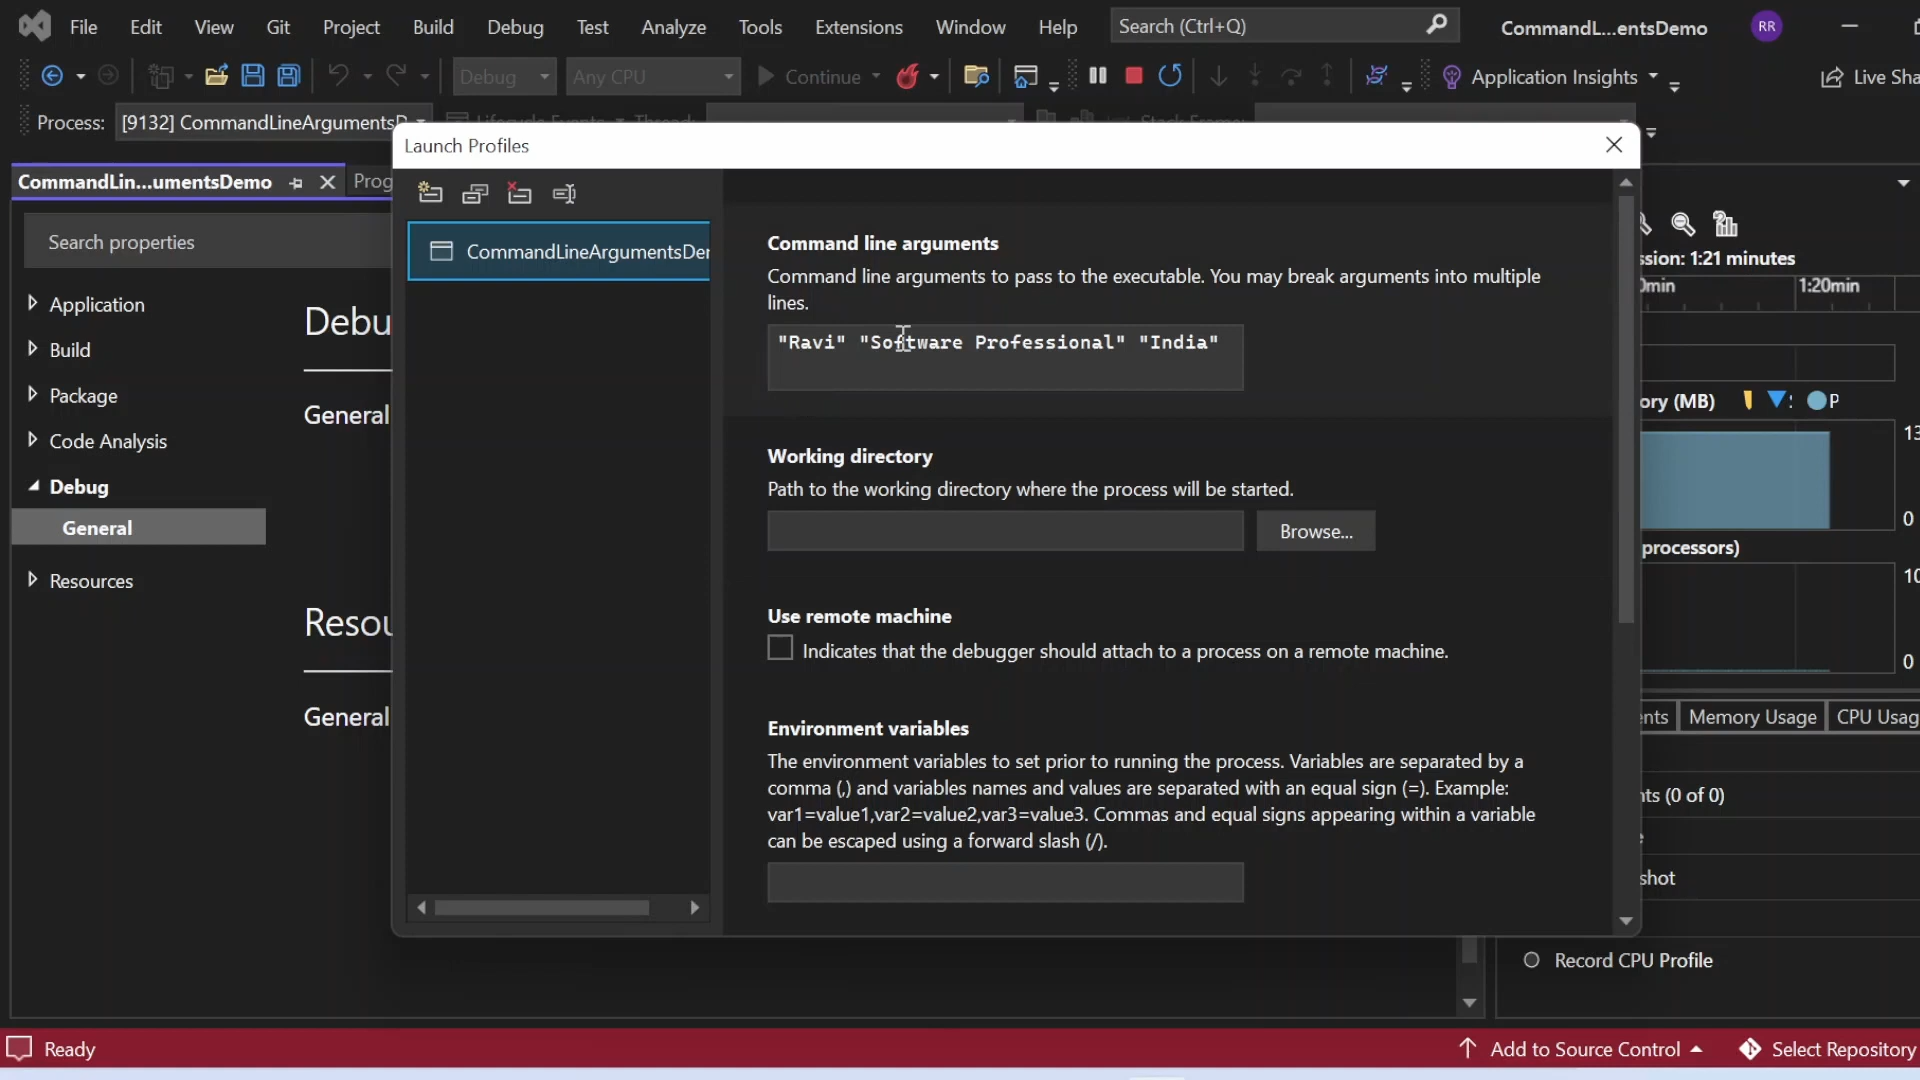 File Edit View Git Project Build Debug Test Analyze Tools Extensions Window Help Search (Ctrl+Q) CommandL...entsDemo RR
Debug Any CPU Continue Application Insights Live Sha
Process: [9132] CommandLineArgumentsD Lifecycle Events Thread: Stack Frame:
Launch Profiles
CommandLin...umentsDemo Prog
Search properties
Application
Build
Package
Code Analysis
Debug
General
Resources
Debu
General
Resou
General
CommandLineArgumentsDer
Command line arguments
Command line arguments to pass to the executable. You may break arguments into multiple
lines.
"Ravi" "Software Professional" "India"
Working directory
Path to the working directory where the process will be started.
Browse...
Use remote machine
Indicates that the debugger should attach to a process on a remote machine.
Environment variables
The environment variables to set prior to running the process. Variables are separated by a
comma (,) and variables names and values are separated with an equal sign (=). Example:
var1=value1,var2=value2,var3=value3. Commas and equal signs appearing within a variable
can be escaped using a forward slash (/).
ssion: 1:21 minutes
0min 1:20min
ory (MB) P
13
0
processors)
10
0
ents Memory Usage CPU Usag
nts (0 of 0)
e
shot
Record CPU Profile
Ready Add to Source Control Select Repository